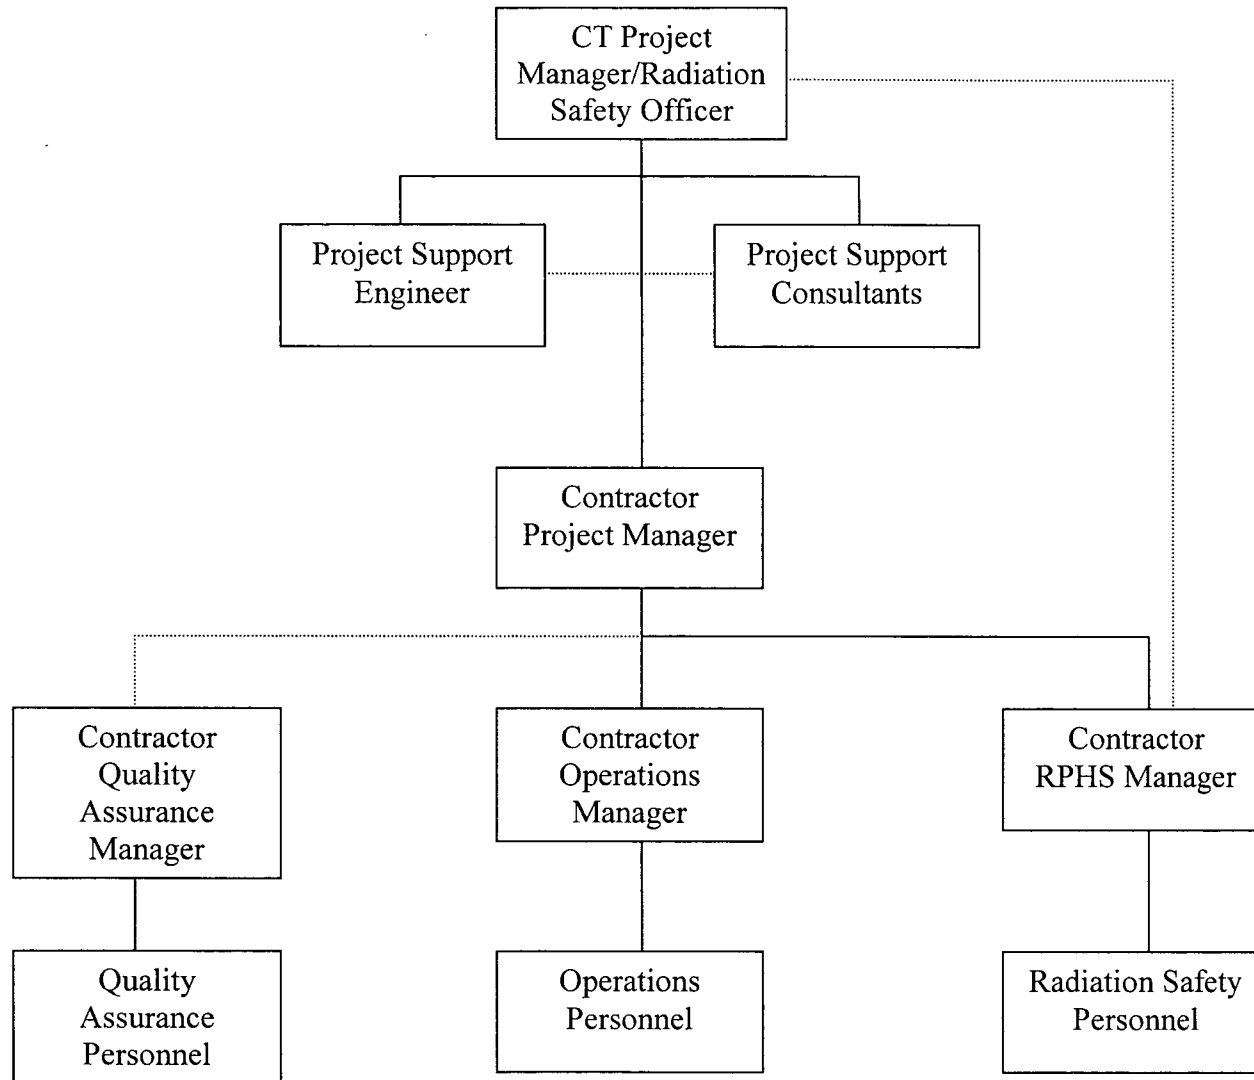 CT Project
Manager/Radiation
Safety Officer
Project Support
Engineer
Project Support
Consultants
Contractor
Project Manager
Contractor
Quality
Assurance
Manager
Contractor
Operations
Manager
Contractor
RPHS Manager
Quality
Assurance
Personnel
Operations
Personnel
Radiation Safety
Personnel